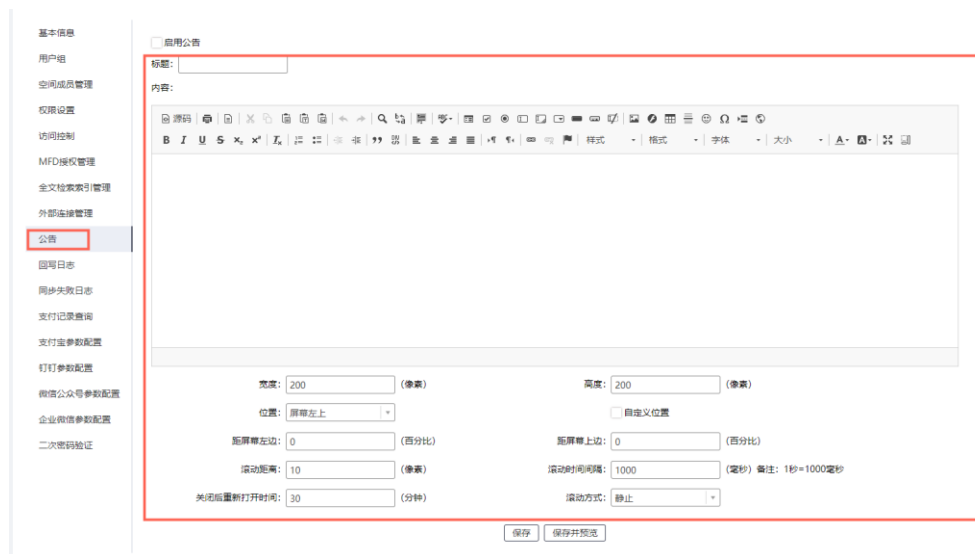 基本信息
用户组
空间成员管理
权限设置
访问控制
MFD授权管理
全文检索索引管理
外部连接管理
公告
回写日志
同步失败日志
支付记录查询
支付宝参数配置
钉钉参数配置
微信公众号参数配置
企业微信参数配置
二次密码验证
启用公告
标题:
内容:
源码
B I U S x₂ x² Iₓ
样式 格式 字体 大小 A A
宽度: 200 (像素) 高度: 200 (像素)
位置: 屏幕左上 自定义位置
距屏幕左边: 0 (百分比) 距屏幕上边: 0 (百分比)
滚动距离: 10 (像素) 滚动时间间隔: 1000 (毫秒) 备注: 1秒=1000毫秒
关闭后重新打开时间: 30 (分钟) 滚动方式: 静止
保存 保存并预览